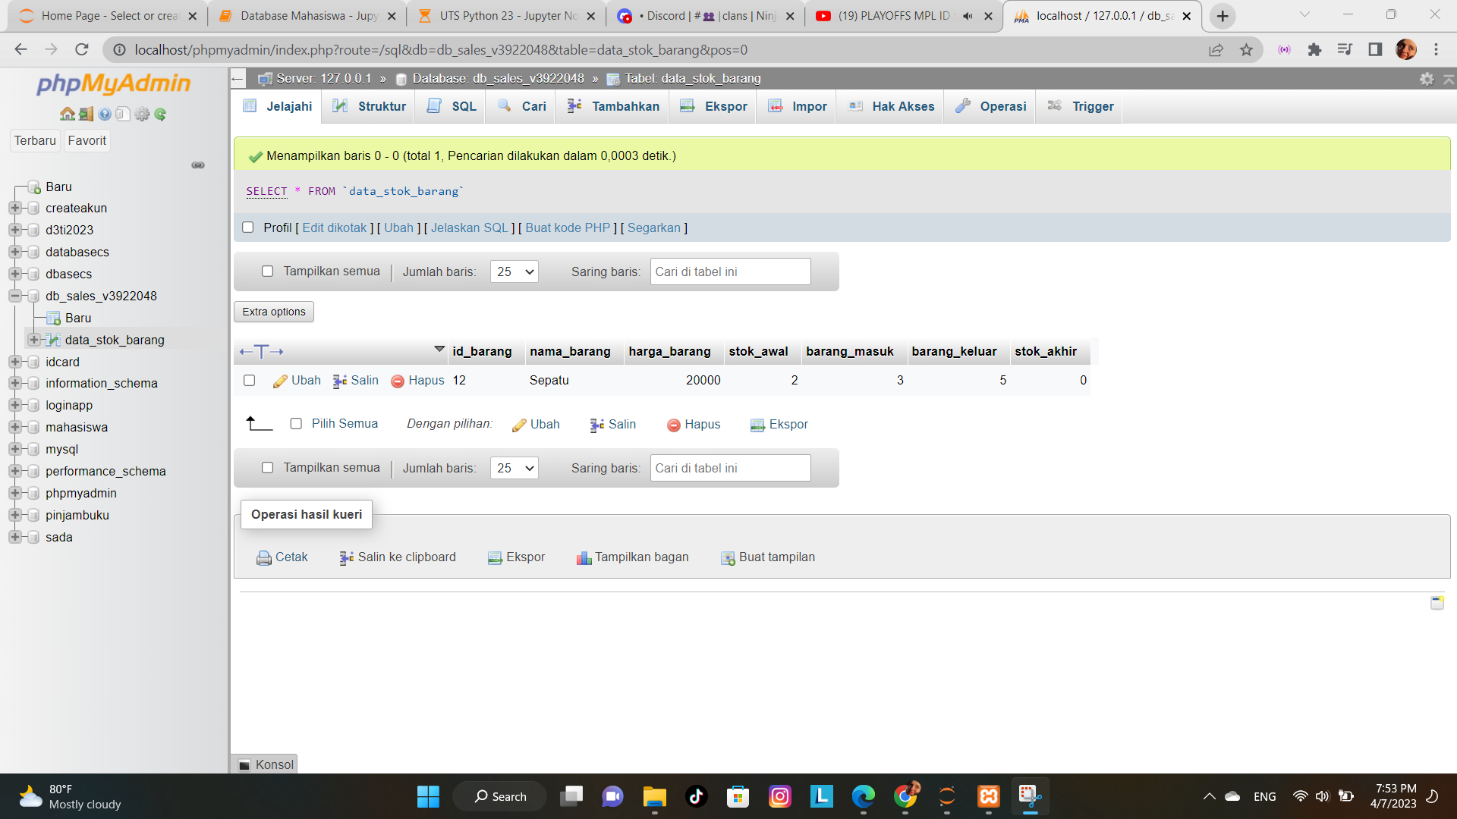 Home Page - Select or crea
Database Mahasiswa - Jupy
UTS Python 23 - Jupyter No
• Discord | # 👥 |clans | Ninj
(19) PLAYOFFS MPL ID
localhost / 127.0.0.1 / db_sa
localhost/phpmyadmin/index.php?route=/sql&db=db_sales_v3922048&table=data_stok_barang&pos=0
phpMyAdmin
Terbaru
Favorit
Baru
createakun
d3ti2023
databasecs
dbasecs
db_sales_v3922048
Baru
data_stok_barang
idcard
information_schema
loginapp
mahasiswa
mysql
performance_schema
phpmyadmin
pinjambuku
sada
Server: 127.0.0.1 » Database: db_sales_v3922048 » Tabel: data_stok_barang
Jelajahi Struktur SQL Cari Tambahkan Ekspor Impor Hak Akses Operasi Trigger
Menampilkan baris 0 - 0 (total 1, Pencarian dilakukan dalam 0,0003 detik.)
SELECT * FROM `data_stok_barang`
Profil [ Edit dikotak ] [ Ubah ] [ Jelaskan SQL ] [ Buat kode PHP ] [ Segarkan ]
Tampilkan semua | Jumlah baris: 25 Saring baris: Cari di tabel ini
Extra options
←T→ id_barang nama_barang harga_barang stok_awal barang_masuk barang_keluar stok_akhir
Ubah Salin Hapus 12 Sepatu 20000 2 3 5 0
Pilih Semua Dengan pilihan: Ubah Salin Hapus Ekspor
Tampilkan semua | Jumlah baris: 25 Saring baris: Cari di tabel ini
Operasi hasil kueri
Cetak Salin ke clipboard Ekspor Tampilkan bagan Buat tampilan
Konsol
80°F
Mostly cloudy
Search
ENG
7:53 PM
4/7/2023